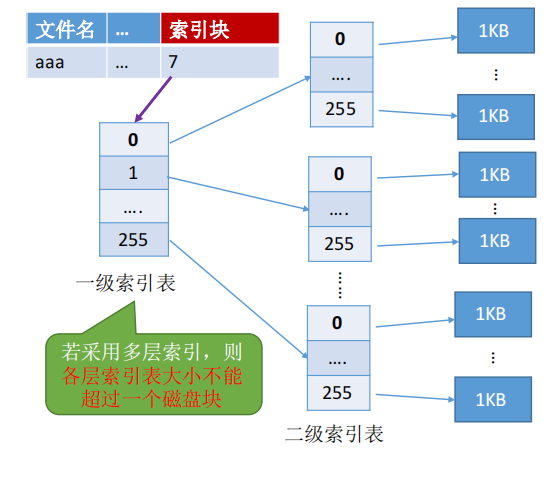 文件名 ... 索引块
aaa ... 7
0
1
....
255
一级索引表
若采用多层索引，则
各层索引表大小不能
超过一个磁盘块
0
....
255
0
....
255
......
0
....
255
二级索引表
1KB
...
1KB
1KB
...
1KB
1KB
...
1KB